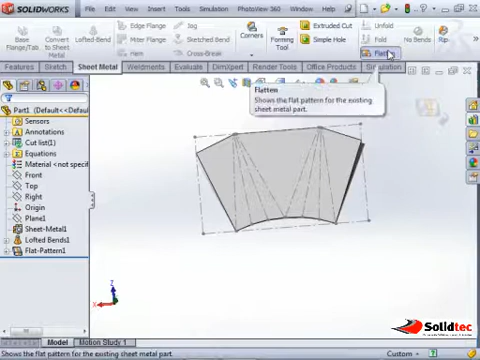 SOLIDWORKS
File
Edit
View
Insert
Tools
Simulation
PhotoView 360
Window
Base Flange/Tab
Convert to Sheet Metal
Lofted-Bend
Edge Flange
Miter Flange
Hem
Jog
Sketched Bend
Cross-Break
Corners
Forming Tool
Extruded Cut
Simple Hole
Unfold
Fold
Flatten
No Bends
Rip
Features
Sketch
Sheet Metal
Weldments
Evaluate
DimXpert
Render Tools
Office Products
Simulation
Flatten
Shows the flat pattern for the existing sheet metal part.
Part1 (Default<<Default>
Sensors
Annotations
Cut list(1)
Equations
Material <not speci
Front
Top
Right
Origin
Plane1
Sheet-Metal1
Lofted Bends1
Flat-Pattern1
Z
X
Solidtec
Model
Motion Study 1
Shows the flat pattern for the existing sheet metal part.
Custom